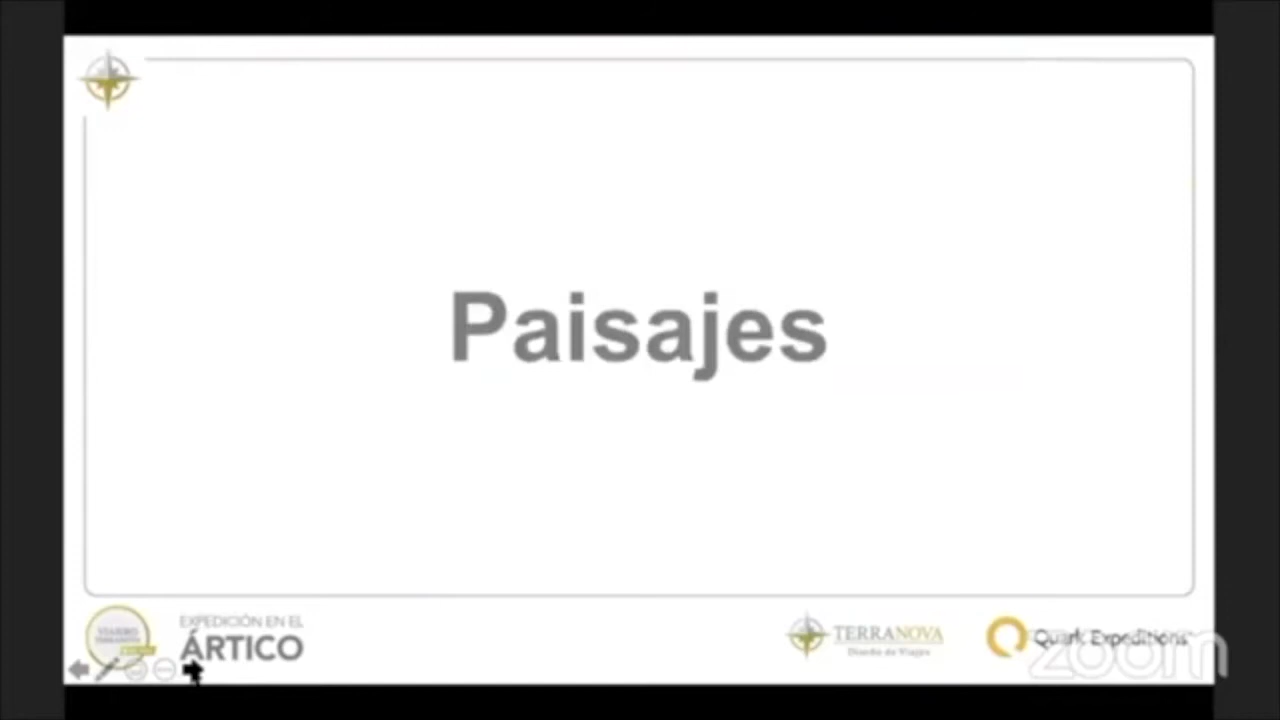 Paisajes
EXPEDICIÓN EN EL
ÁRTICO
TERRANOVA
Diseño de Viajes
Quark Expeditions
zoom